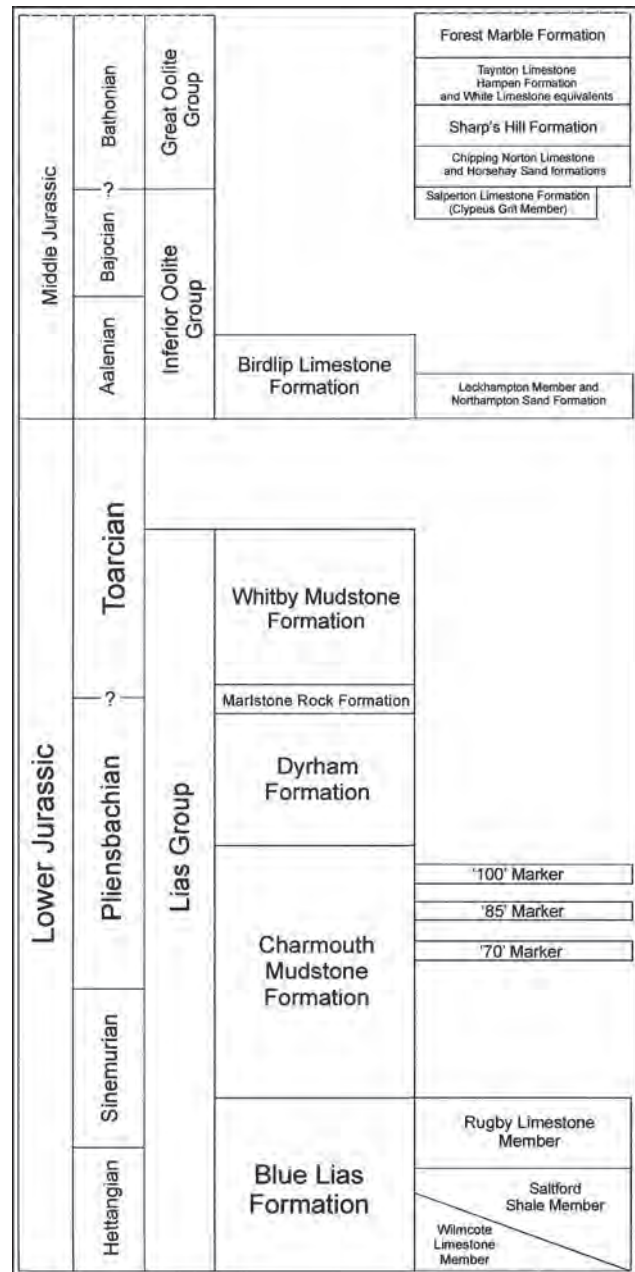 Middle Jurassic
Lower Jurassic
Bathonian
?
Bajocian
Aalenian
Toarcian
?
Pliensbachian
Sinemurian
Hettangian
Great Oolite
Group
Inferior Oolite
Group
Lias Group
Birdlip Limestone
Formation
Whitby Mudstone
Formation
Marlstone Rock Formation
Dyrham
Formation
Charmouth
Mudstone
Formation
Blue Lias
Formation
Forest Marble Formation
Taynton Limestone
Hampen Formation
and White Limestone equivalents
Sharp's Hill Formation
Chipping Norton Limestone
and Horsehay Sand formations
Salperton Limestone Formation
(Clypeus Grit Member)
Leckhampton Member and
Northampton Sand Formation
'100' Marker
'85' Marker
'70' Marker
Rugby Limestone
Member
Saltford
Shale Member
Wilmcote
Limestone
Member